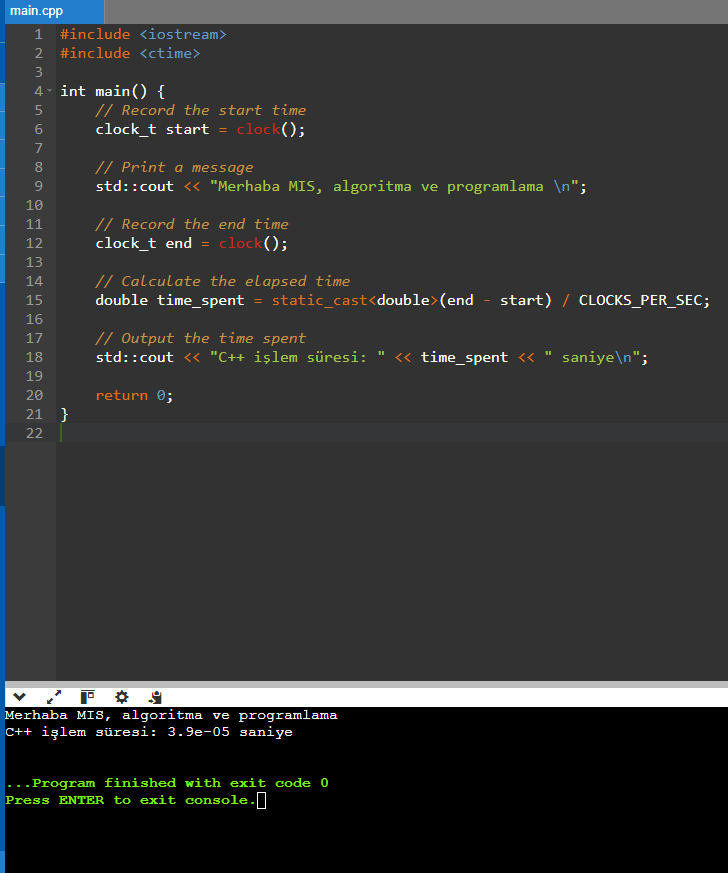 main.cpp
1 #include <iostream>
2 #include <ctime>
3
4 int main() {
5     // Record the start time
6     clock_t start = clock();
7
8     // Print a message
9     std::cout << "Merhaba MIS, algoritma ve programlama \n";
10
11     // Record the end time
12     clock_t end = clock();
13
14     // Calculate the elapsed time
15     double time_spent = static_cast<double>(end - start) / CLOCKS_PER_SEC;
16
17     // Output the time spent
18     std::cout << "C++ işlem süresi: " << time_spent << " saniye\n";
19
20     return 0;
21 }
22
Merhaba MIS, algoritma ve programlama
C++ işlem süresi: 3.9e-05 saniye
...Program finished with exit code 0
Press ENTER to exit console.